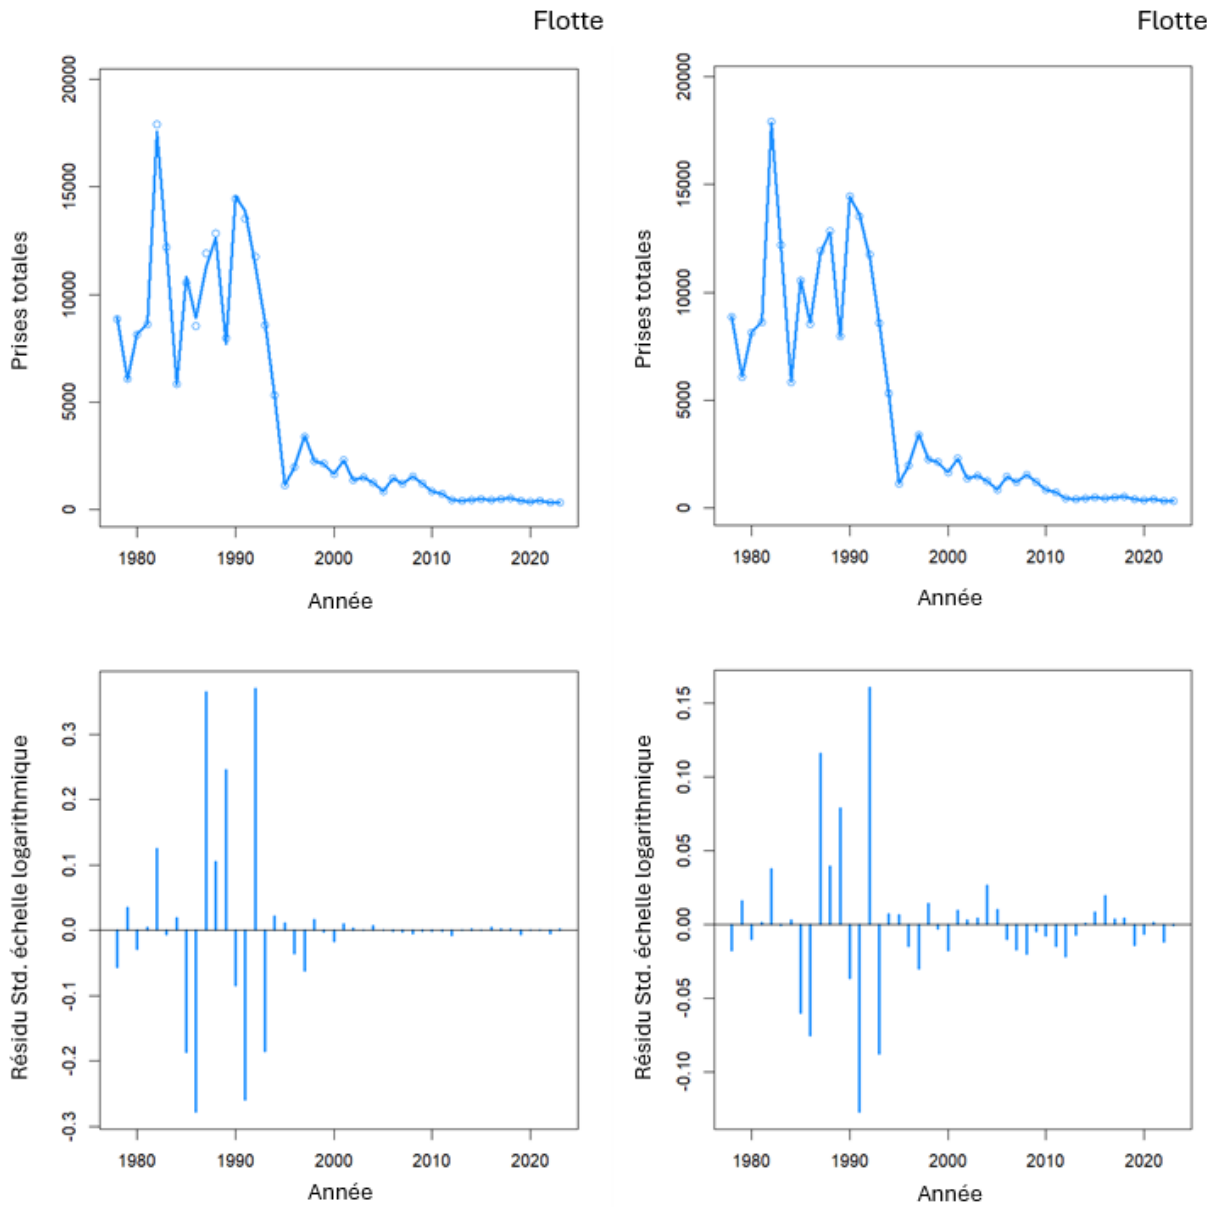 Flotte
Flotte
Prises totales
20000
15000
10000
5000
0
1980 1990 2000 2010 2020
Année
Prises totales
20000
15000
10000
5000
0
1980 1990 2000 2010 2020
Année
Résidu Std. échelle logarithmique
0.3
0.2
0.1
0.0
-0.1
-0.2
-0.3
1980 1990 2000 2010 2020
Année
Résidu Std. échelle logarithmique
0.15
0.10
0.05
0.00
-0.05
-0.10
1980 1990 2000 2010 2020
Année